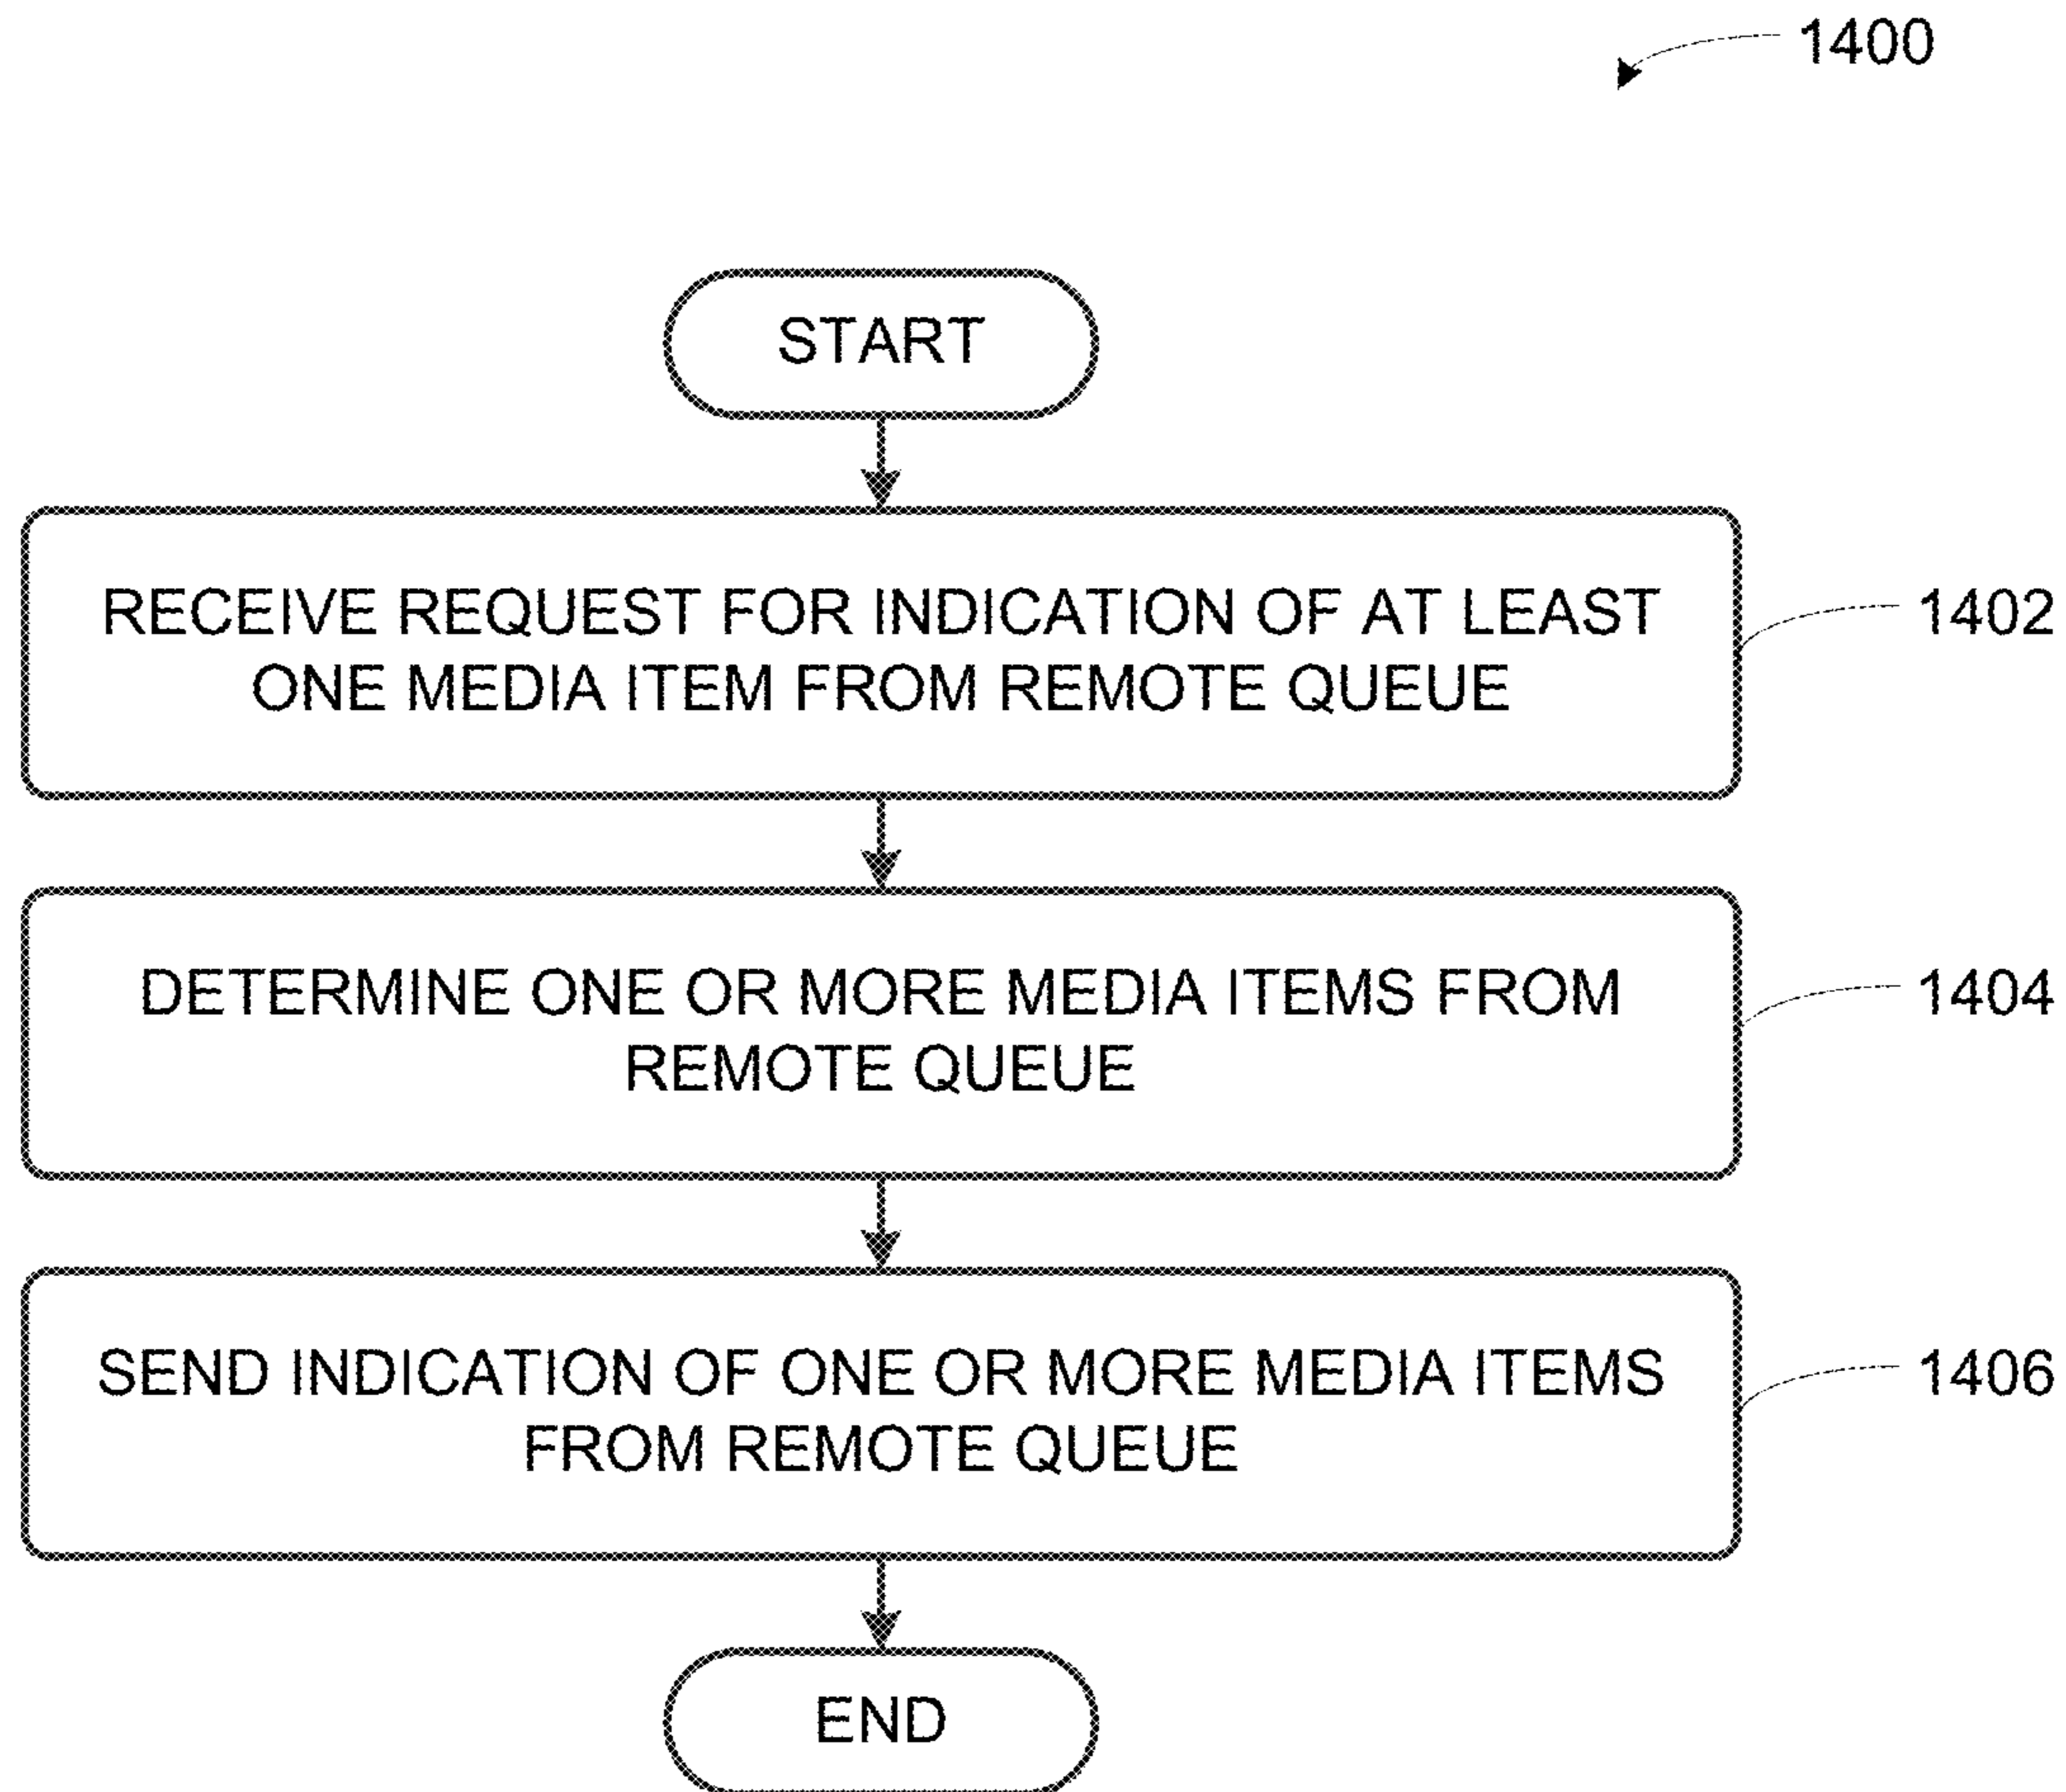 1400
START
RECEIVE REQUEST FOR INDICATION OF AT LEAST
ONE MEDIA ITEM FROM REMOTE QUEUE
1402
DETERMINE ONE OR MORE MEDIA ITEMS FROM
REMOTE QUEUE
1404
SEND INDICATION OF ONE OR MORE MEDIA ITEMS
FROM REMOTE QUEUE
1406
END